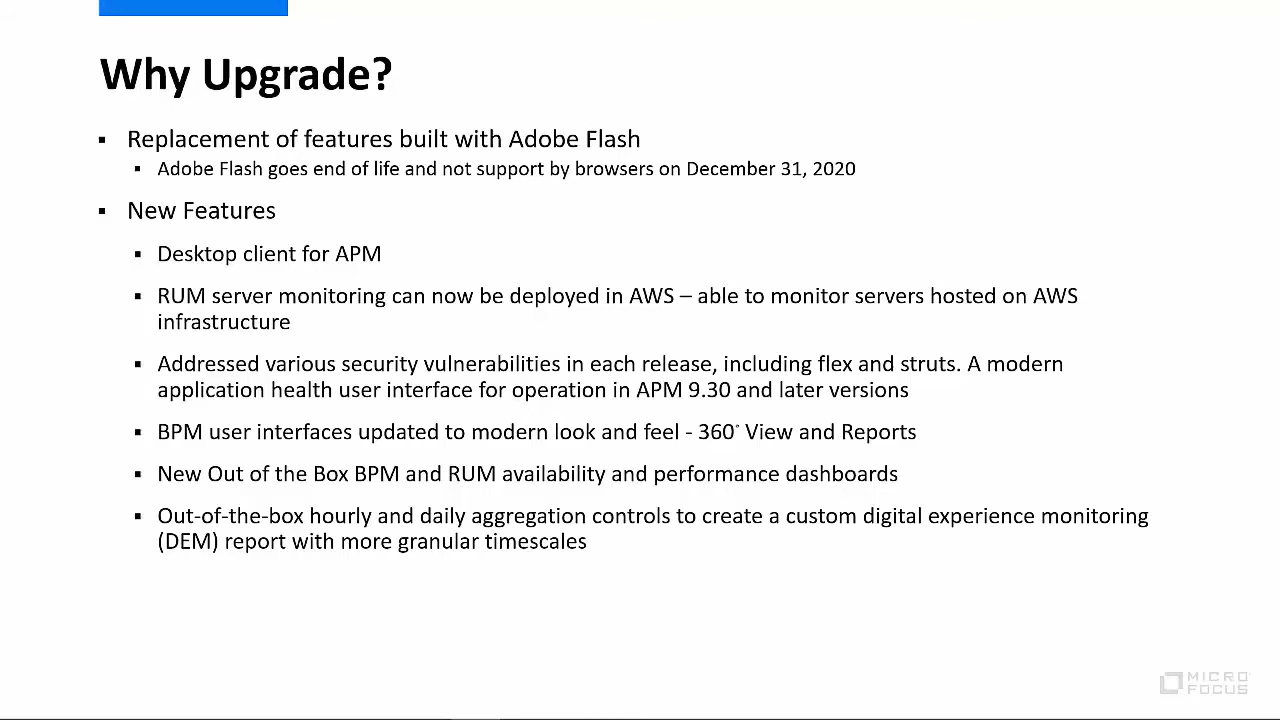 Why Upgrade?
▪ Replacement of features built with Adobe Flash
▪ Adobe Flash goes end of life and not support by browsers on December 31, 2020
▪ New Features
▪ Desktop client for APM
▪ RUM server monitoring can now be deployed in AWS – able to monitor servers hosted on AWS
infrastructure
▪ Addressed various security vulnerabilities in each release, including flex and struts. A modern
application health user interface for operation in APM 9.30 and later versions
▪ BPM user interfaces updated to modern look and feel - 360° View and Reports
▪ New Out of the Box BPM and RUM availability and performance dashboards
▪ Out-of-the-box hourly and daily aggregation controls to create a custom digital experience monitoring
(DEM) report with more granular timescales
MICRO
FOCUS